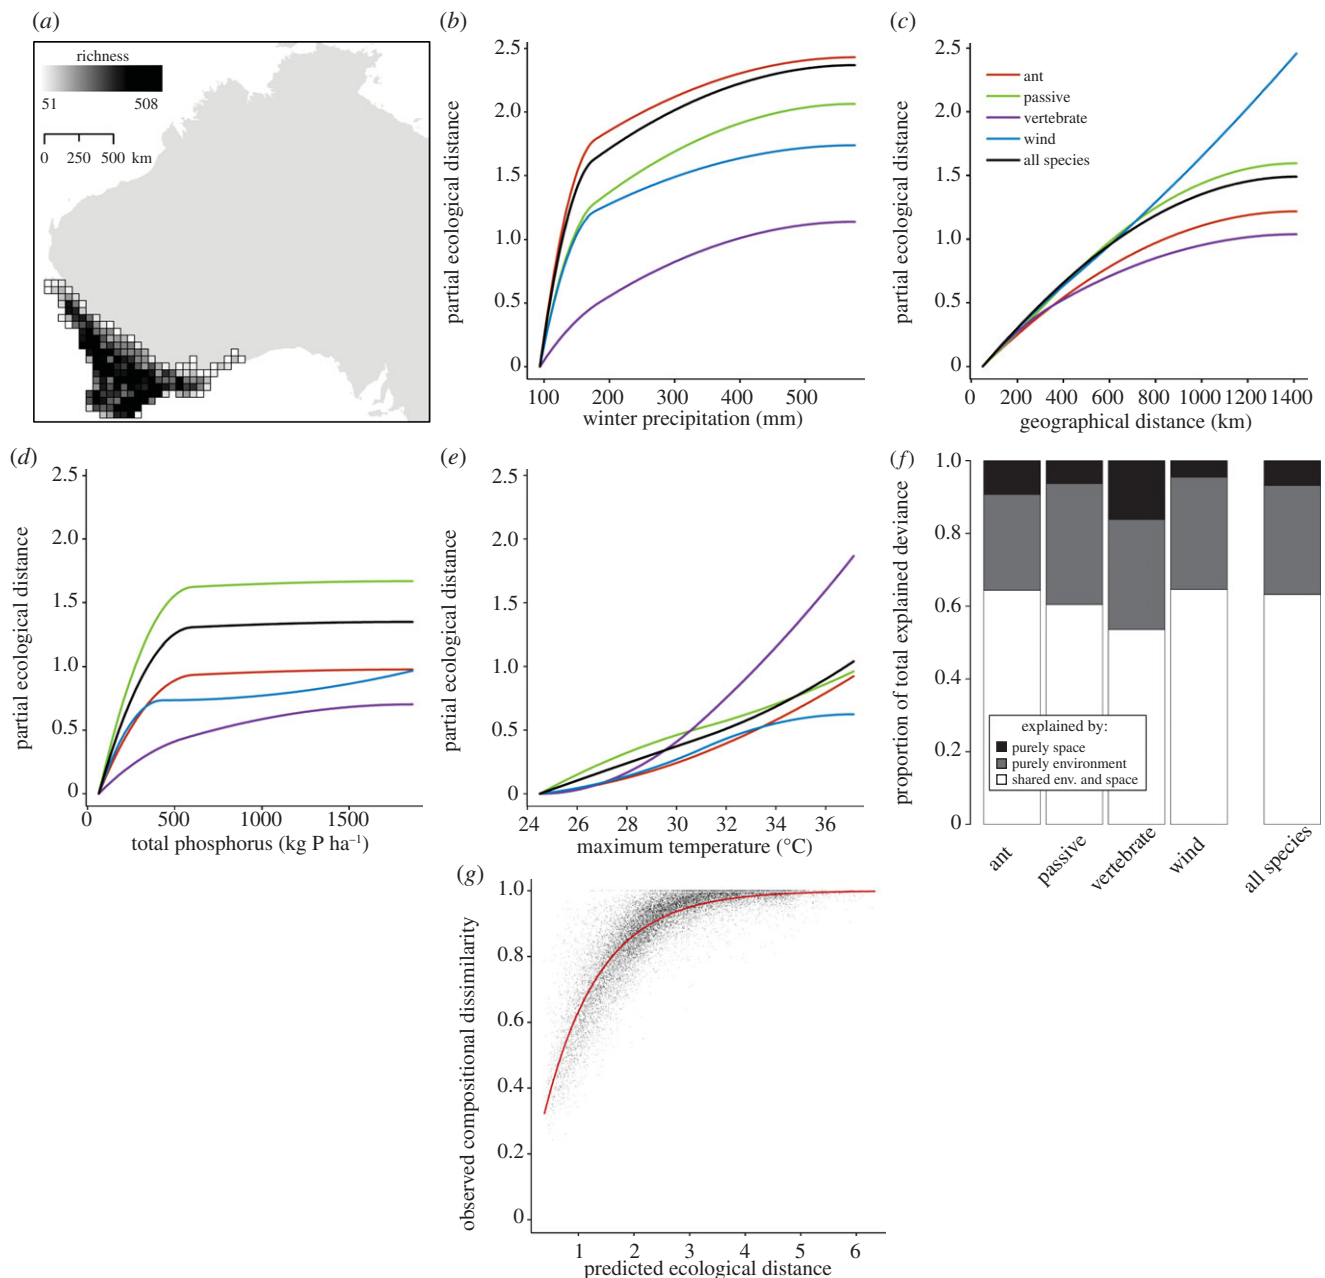 (a)
richness
51 508
0 250 500 km
(b)
partial ecological distance
2.5
2.0
1.5
1.0
0.5
0
100 200 300 400 500
winter precipitation (mm)
(c)
partial ecological distance
2.5
2.0
1.5
1.0
0.5
0
ant
passive
vertebrate
wind
all species
0 200 400 600 800 1000 1200 1400
geographical distance (km)
(d)
partial ecological distance
2.5
2.0
1.5
1.0
0.5
0
0 500 1000 1500
total phosphorus (kg P ha–1)
(e)
partial ecological distance
2.5
2.0
1.5
1.0
0.5
0
24 26 28 30 32 34 36
maximum temperature (°C)
(f)
proportion of total explained deviance
1.0
0.8
0.6
0.4
0.2
0
explained by:
purely space
purely environment
shared env. and space
ant
passive
vertebrate
wind
all species
(g)
observed compositional dissimilarity
1.0
0.8
0.6
0.4
0.2
0
1 2 3 4 5 6
predicted ecological distance